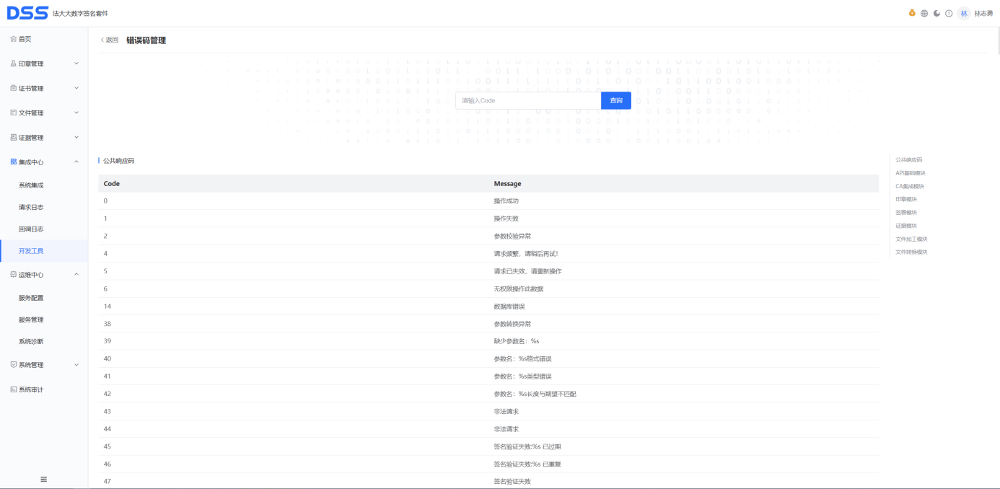 DSS 法大大数字签名套件
林 林志勇
首页
印章管理
证书管理
文件管理
证据管理
集成中心
系统集成
请求日志
回调日志
开发工具
运维中心
服务配置
服务管理
系统诊断
系统管理
系统审计
返回 错误码管理
请输入Code 查询
公共响应码
Code Message
0 操作成功
1 操作失败
2 参数校验异常
4 请求频繁，请稍后再试!
5 请求已失效，请重新操作
6 无权限操作此数据
14 数据库错误
38 参数转换异常
39 缺少参数名：%s
40 参数名：%s格式错误
41 参数名：%s类型错误
42 参数名：%s长度与期望不匹配
43 非法请求
44 非法请求
45 签名验证失败:%s 已过期
46 签名验证失败:%s 已重复
47 签名验证失败
公共响应码
API基础模块
CA集成模块
印章模块
签署模块
证据模块
文件加工模块
文件转换模块